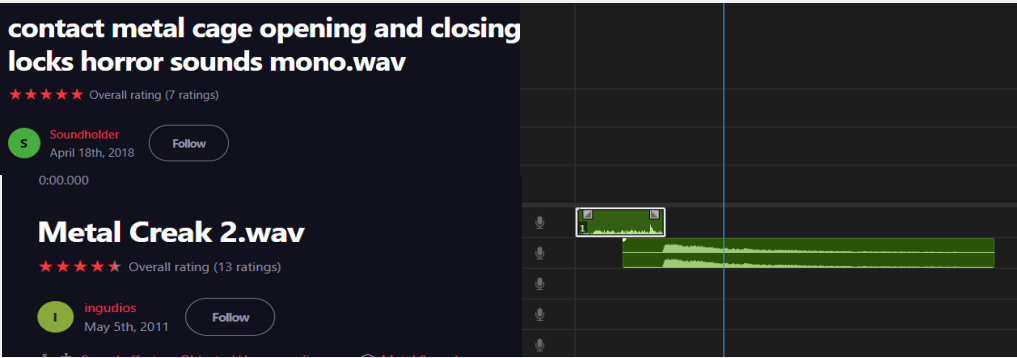 contact metal cage opening and closing
locks horror sounds mono.wav
Overall rating (7 ratings)
S
Soundholder
April 18th, 2018
Follow
0:00.000
Metal Creak 2.wav
Overall rating (13 ratings)
I
ingudios
May 5th, 2011
Follow
1